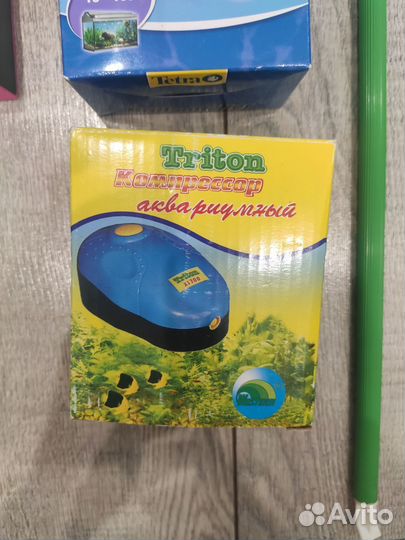 Tetra
Triton
Компрессор
аквариумный
Triton
Avito